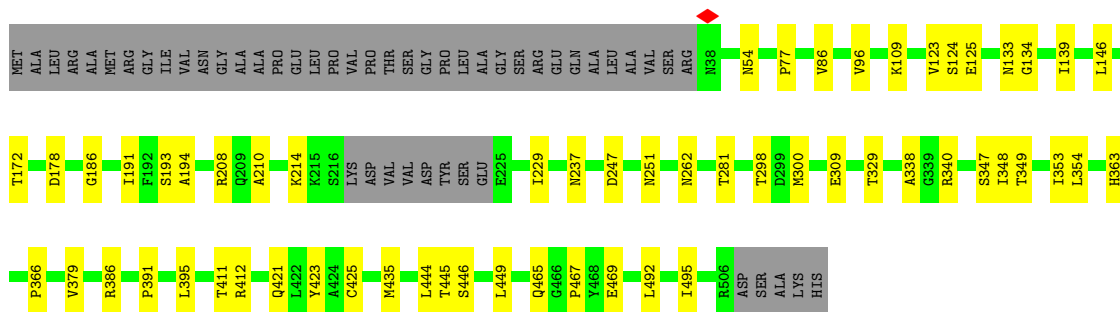 MET ALA LEU ARG ALA MET ARG GLY ILE VAL ASN GLY ALA ALA PRO GLU LEU PRO VAL PRO THR SER GLY PRO LEU ALA GLY SER ARG GLU GLN ALA LEU ALA VAL SER ARG N38 N54 P77 V86 V96 K109 V123 S124 E125 N133 G134 I139 L146
T172 D178 G186 I191 F192 S193 A194 R208 Q209 A210 K214 K215 S216 LYS ASP VAL VAL ASP TYR SER GLU E225 I229 N237 D247 N251 N262 T281 T298 D299 M300 E309 T329 A338 G339 R340 S347 I348 T349 I353 L354 H363
P366 V379 R386 P391 L395 T411 R412 Q421 L422 Y423 A424 C425 M435 L444 T445 S446 L449 Q465 G466 P467 Y468 E469 L492 I495 R506 ASP SER ALA LYS HIS